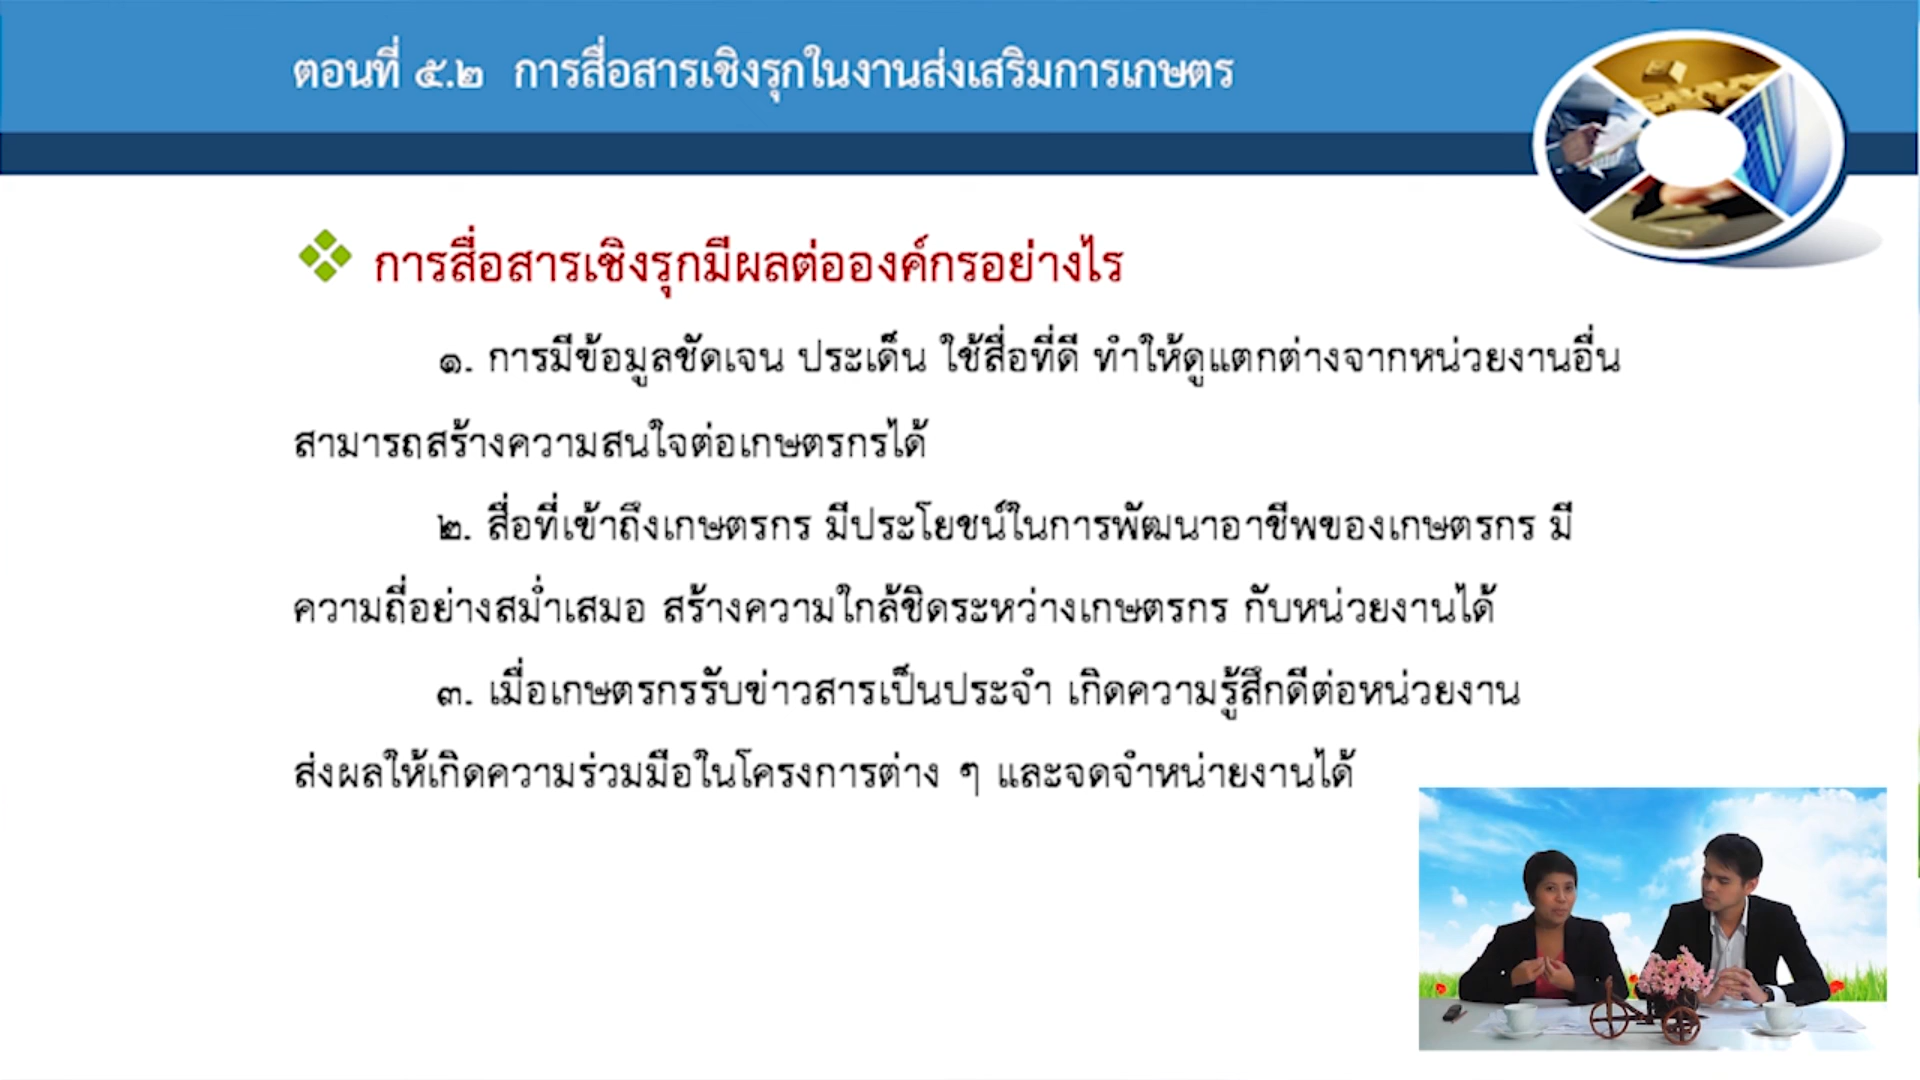 ตอนที่ ๕.๒ การสื่อสารเชิงรุกในงานส่งเสริมการเกษตร
การสื่อสารเชิงรุกมีผลต่อองค์กรอย่างไร
๑. การมีข้อมูลชัดเจน ประเด็น ใช้สื่อที่ดี ทำให้ดูแตกต่างจากหน่วยงานอื่น
สามารถสร้างความสนใจต่อเกษตรกรได้
๒. สื่อที่เข้าถึงเกษตรกร มีประโยชน์ในการพัฒนาอาชีพของเกษตรกร มี
ความถี่อย่างสม่ำเสมอ สร้างความใกล้ชิดระหว่างเกษตรกร กับหน่วยงานได้
๓. เมื่อเกษตรกรรับข่าวสารเป็นประจำ เกิดความรู้สึกดีต่อหน่วยงาน
ส่งผลให้เกิดความร่วมมือในโครงการต่าง ๆ และจดจำหน่ายงานได้